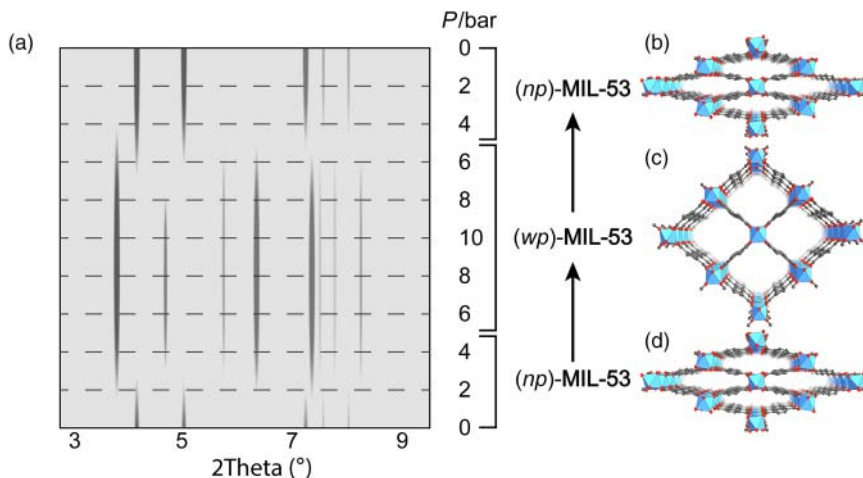 (a)
P/bar
0
2
4
6
8
10
8
6
4
2
0
3
5
7
9
2Theta (°)
(np)-MIL-53
(wp)-MIL-53
(np)-MIL-53
(b)
(c)
(d)